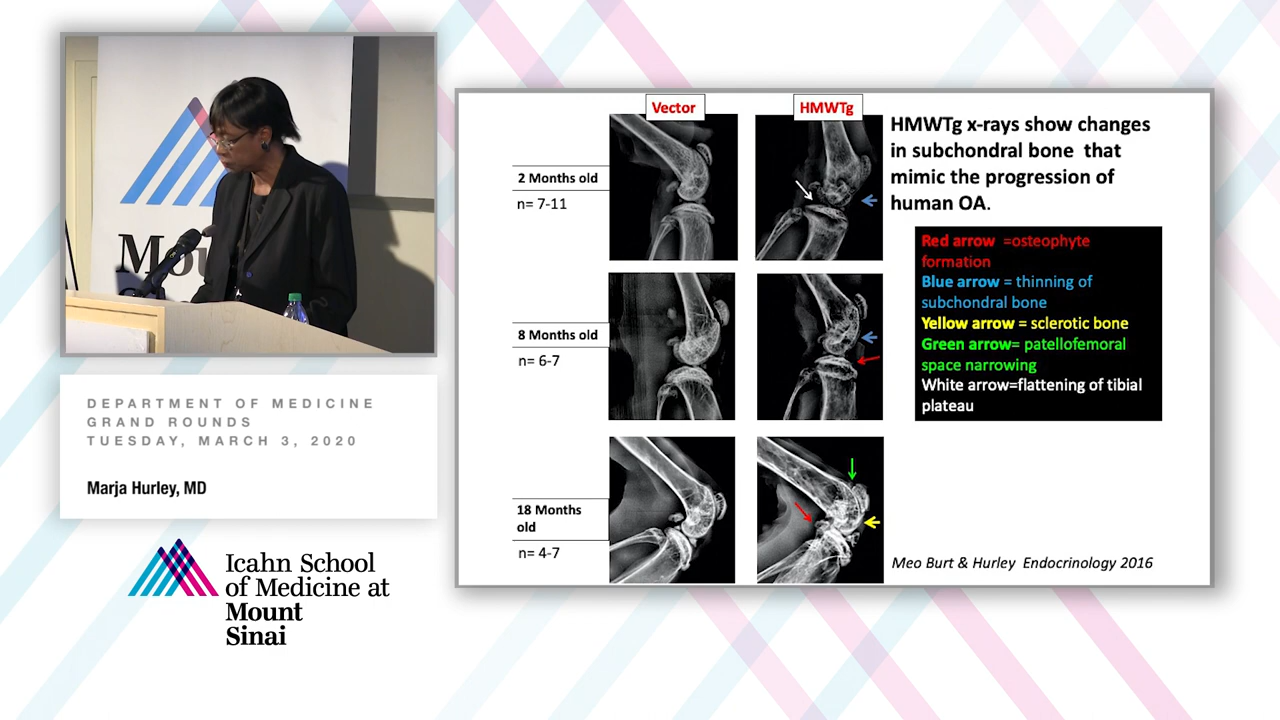 Mou
DEPARTMENT OF MEDICINE
GRAND ROUNDS
TUESDAY, MARCH 3, 2020
Marja Hurley, MD
Icahn School
of Medicine at
Mount
Sinai
Vector
HMWTg
2 Months old
n= 7-11
8 Months old
n= 6-7
18 Months
old
n= 4-7
HMWTg x-rays show changes
in subchondral bone that
mimic the progression of
human OA.
Red arrow =osteophyte
formation
Blue arrow = thinning of
subchondral bone
Yellow arrow = sclerotic bone
Green arrow= patellofemoral
space narrowing
White arrow=flattening of tibial
plateau
Meo Burt & Hurley Endocrinology 2016